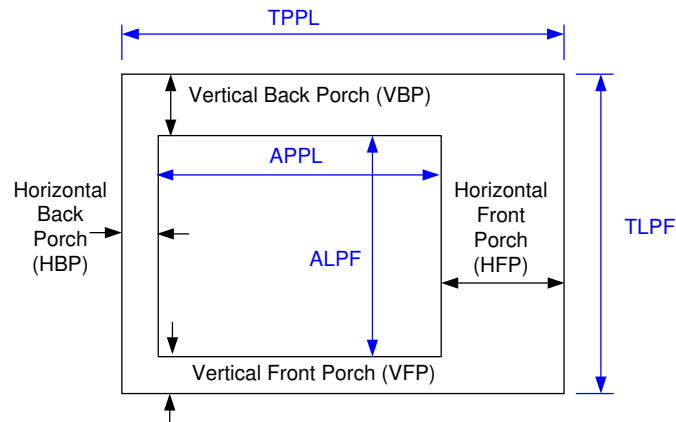 TPPL
Vertical Back Porch (VBP)
APPL
Horizontal
Back
Porch
(HBP)
ALPF
Horizontal
Front
Porch
(HFP)
TLPF
Vertical Front Porch (VFP)